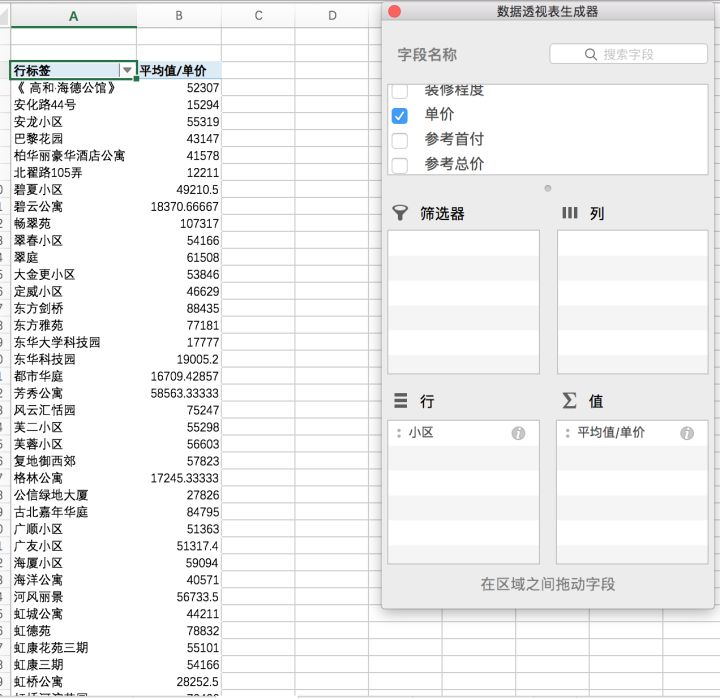 A B C D
行标签 平均值/单价
《 高和·海德公馆》 52307
安化路44号 15294
安龙小区 55319
巴黎花园 43147
柏华丽豪华酒店公寓 41578
北翟路105弄 12211
碧夏小区 49210.5
碧云公寓 18370.66667
畅翠苑 107317
翠春小区 54166
翠庭 61508
大金更小区 53846
定威小区 46629
东方剑桥 88435
东方雅苑 77181
东华大学科技园 17777
东华科技园 19005.2
都市华庭 16709.42857
芳秀公寓 58563.33333
风云汇恬园 75247
芙二小区 55298
芙蓉小区 56603
复地御西郊 57823
格林公寓 17245.33333
公信绿地大厦 27826
古北嘉年华庭 84795
广顺小区 51363
广友小区 51317.4
海厦小区 59094
海洋公寓 40571
河风丽景 56733.5
虹城公寓 44211
虹德苑 78832
虹康花苑三期 55101
虹康三期 54166
虹桥公寓 28252.5
数据透视表生成器
字段名称
搜索字段
装修程度
单价
参考首付
参考总价
筛选器
列
行
值
小区
平均值/单价
在区域之间拖动字段